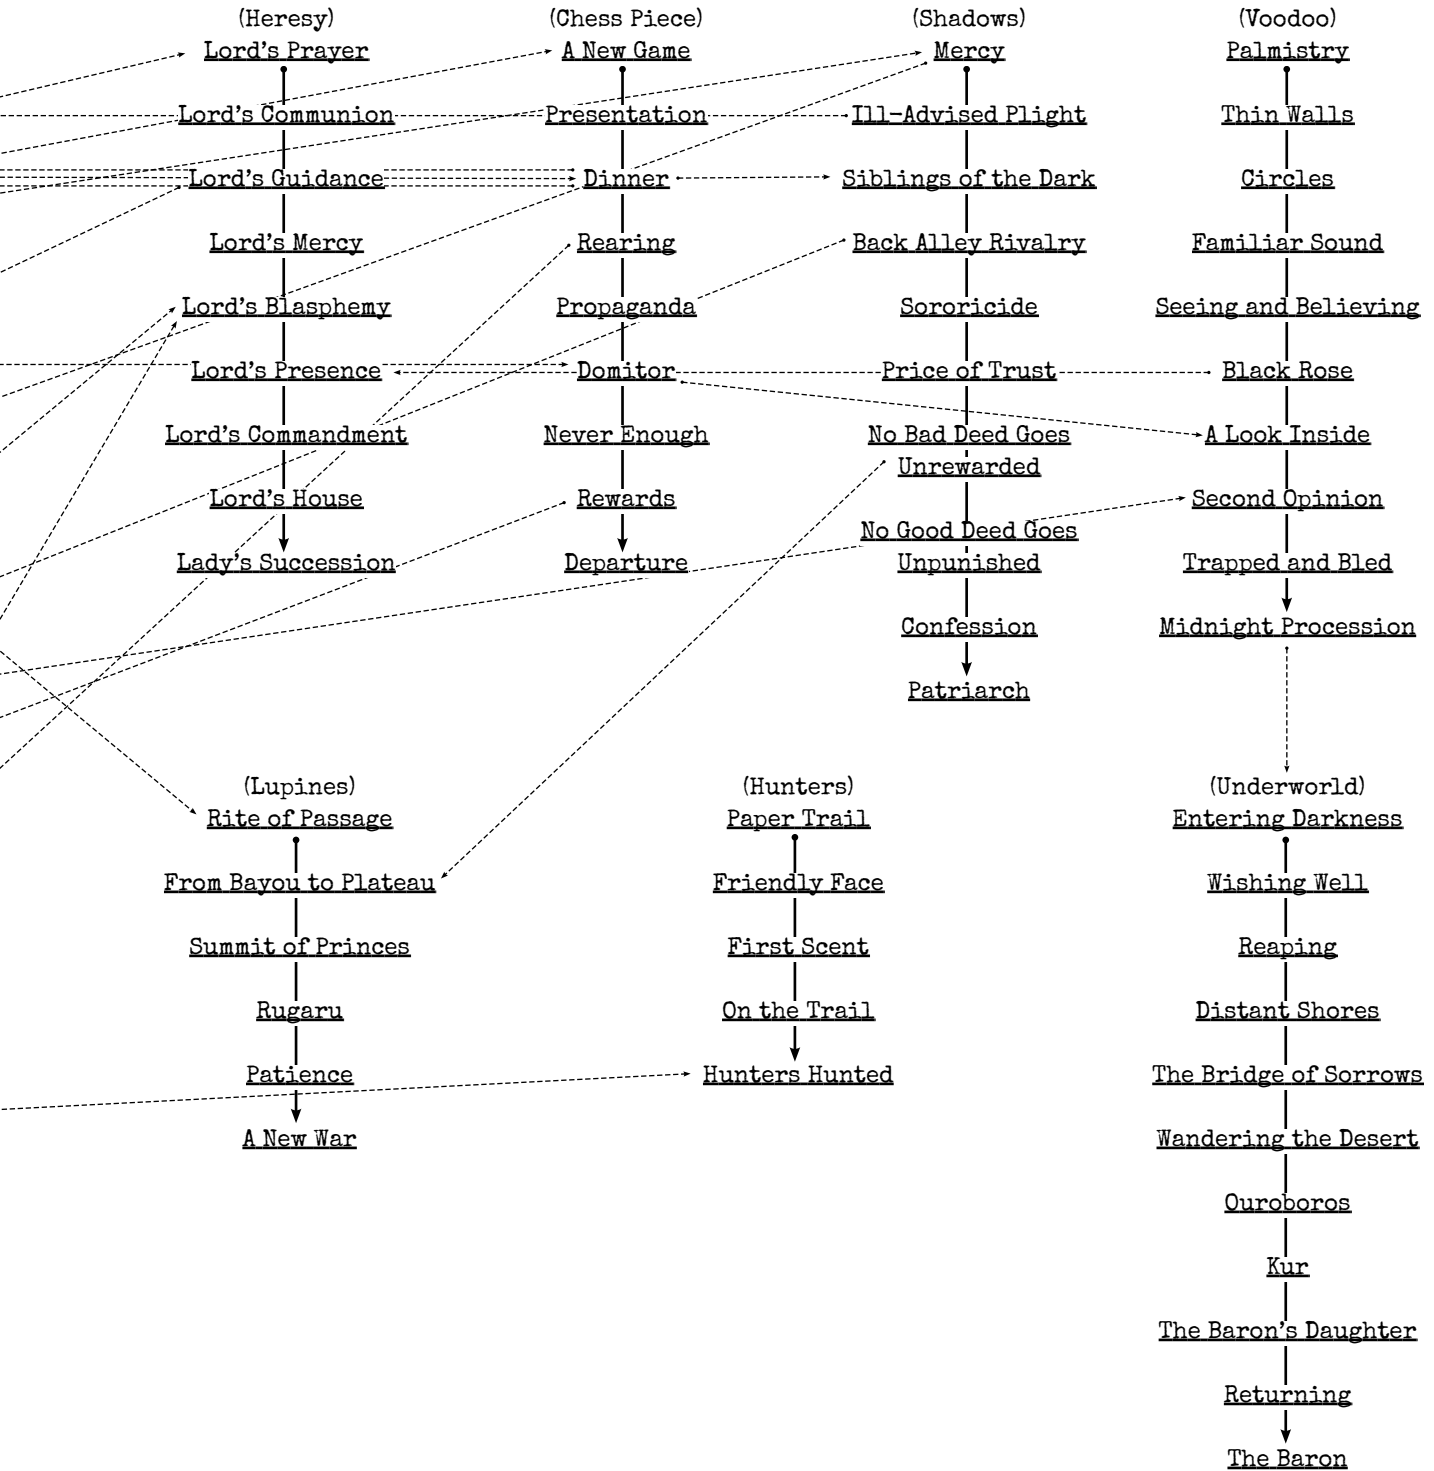 (Heresy)
Lord's Prayer
Lord's Communion
Lord's Guidance
Lord's Mercy
Lord's Blasphemy
Lord's Presence
Lord's Commandment
Lord's House
Lady's Succession
(Chess Piece)
A New Game
Presentation
Dinner
Rearing
Propaganda
Domitor
Never Enough
Rewards
Departure
(Shadows)
Mercy
Ill-Advised Plight
Siblings of the Dark
Back Alley Rivalry
Sororicide
Price of Trust
No Bad Deed Goes
Unrewarded
No Good Deed Goes
Unpunished
Confession
Patriarch
(Voodoo)
Palmistry
Thin Walls
Circles
Familiar Sound
Seeing and Believing
Black Rose
A Look Inside
Second Opinion
Trapped and Bled
Midnight Procession
(Lupines)
Rite of Passage
From Bayou to Plateau
Summit of Princes
Rugaru
Patience
A New War
(Hunters)
Paper Trail
Friendly Face
First Scent
On the Trail
Hunters Hunted
(Underworld)
Entering Darkness
Wishing Well
Reaping
Distant Shores
The Bridge of Sorrows
Wandering the Desert
Ouroboros
Kur
The Baron's Daughter
Returning
The Baron